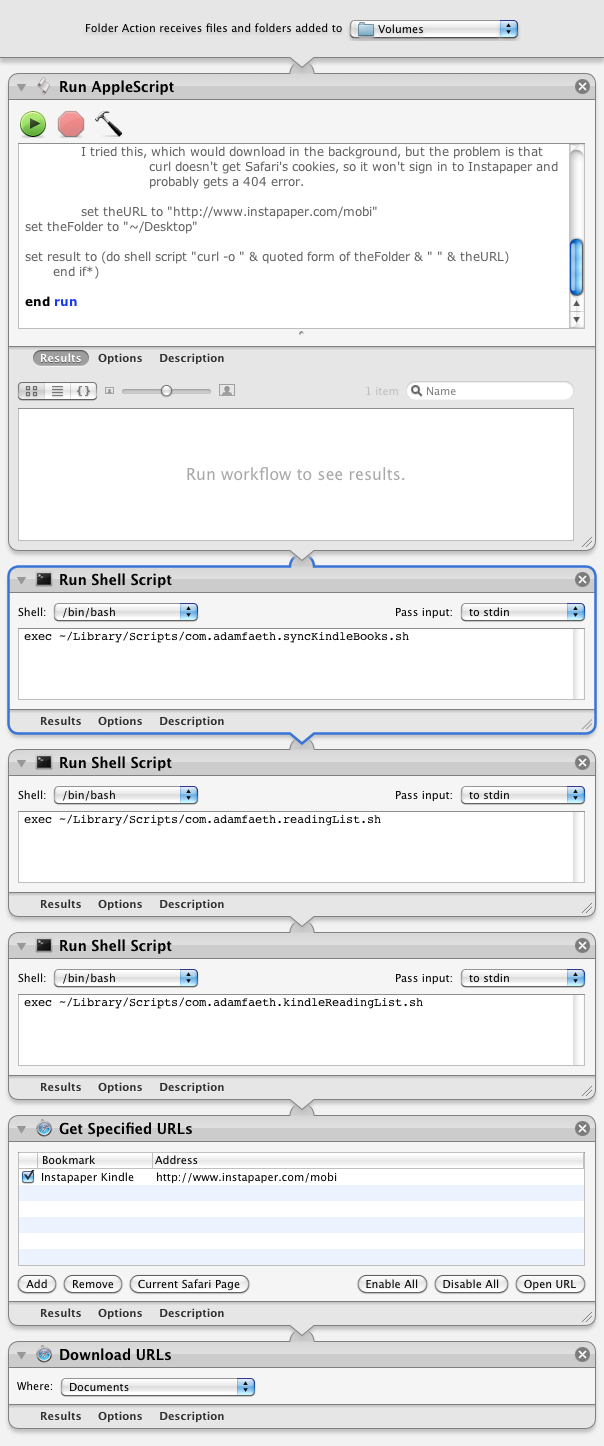 Folder Action receives files and folders added to Volumes
Run AppleScript
I tried this, which would download in the background, but the problem is that
curl doesn't get Safari's cookies, so it won't sign in to Instapaper and
probably gets a 404 error.
set theURL to "http://www.instapaper.com/mobi"
set theFolder to "~/Desktop"
set result to (do shell script "curl -o " & quoted form of theFolder & " " & theURL)
end if*)
end run
Results Options Description
1 item Name
Run workflow to see results.
Run Shell Script
Shell: /bin/bash Pass input: to stdin
exec ~/Library/Scripts/com.adamfaeth.syncKindleBooks.sh
Results Options Description
Run Shell Script
Shell: /bin/bash Pass input: to stdin
exec ~/Library/Scripts/com.adamfaeth.readingList.sh
Results Options Description
Run Shell Script
Shell: /bin/bash Pass input: to stdin
exec ~/Library/Scripts/com.adamfaeth.kindleReadingList.sh
Results Options Description
Get Specified URLs
Bookmark Address
Instapaper Kindle http://www.instapaper.com/mobi
Add Remove Current Safari Page Enable All Disable All Open URL
Results Options Description
Download URLs
Where: Documents
Results Options Description